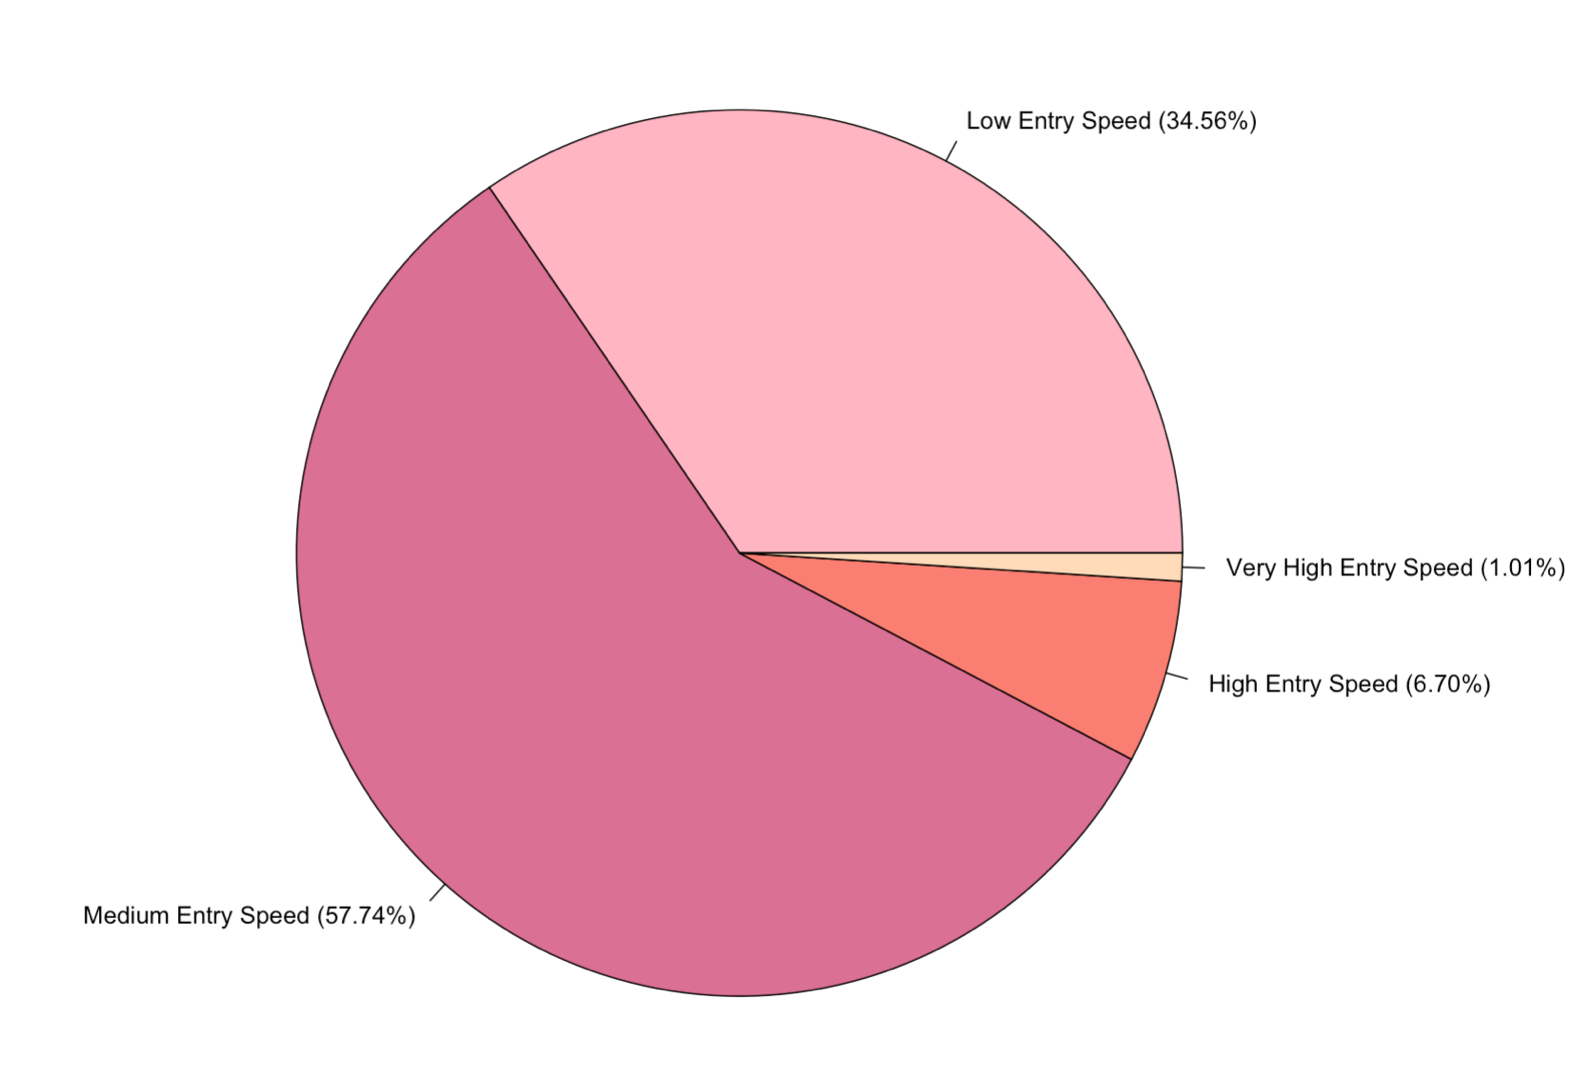 Low Entry Speed (34.56%)
Very High Entry Speed (1.01%)
High Entry Speed (6.70%)
Medium Entry Speed (57.74%)